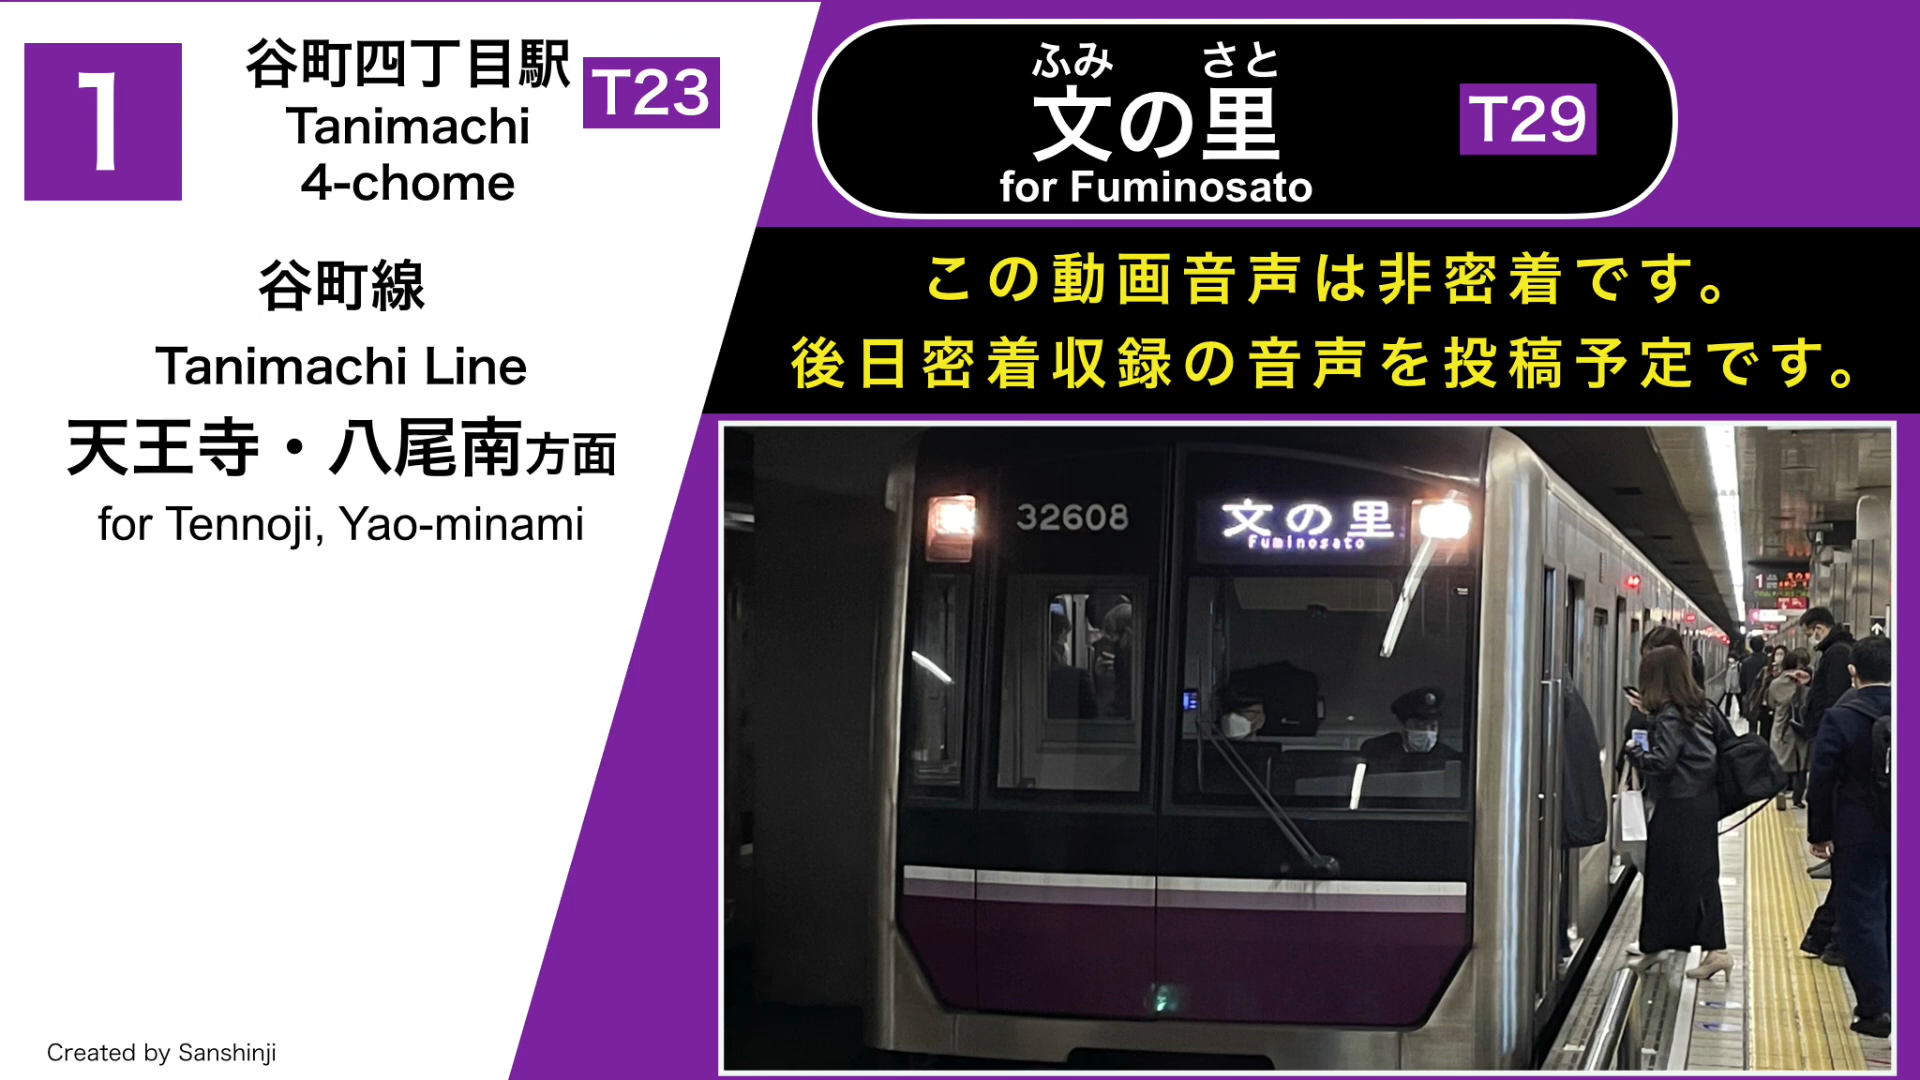 1
谷町四丁目駅
T23
Tanimachi
4-chome
谷町線
Tanimachi Line
天王寺・八尾南方面
for Tennoji, Yao-minami
ふみ さと
文の里
T29
for Fuminosato
この動画音声は非密着です。
後日密着収録の音声を投稿予定です。
32608
文の里
Fuminosato
1
Created by Sanshinji